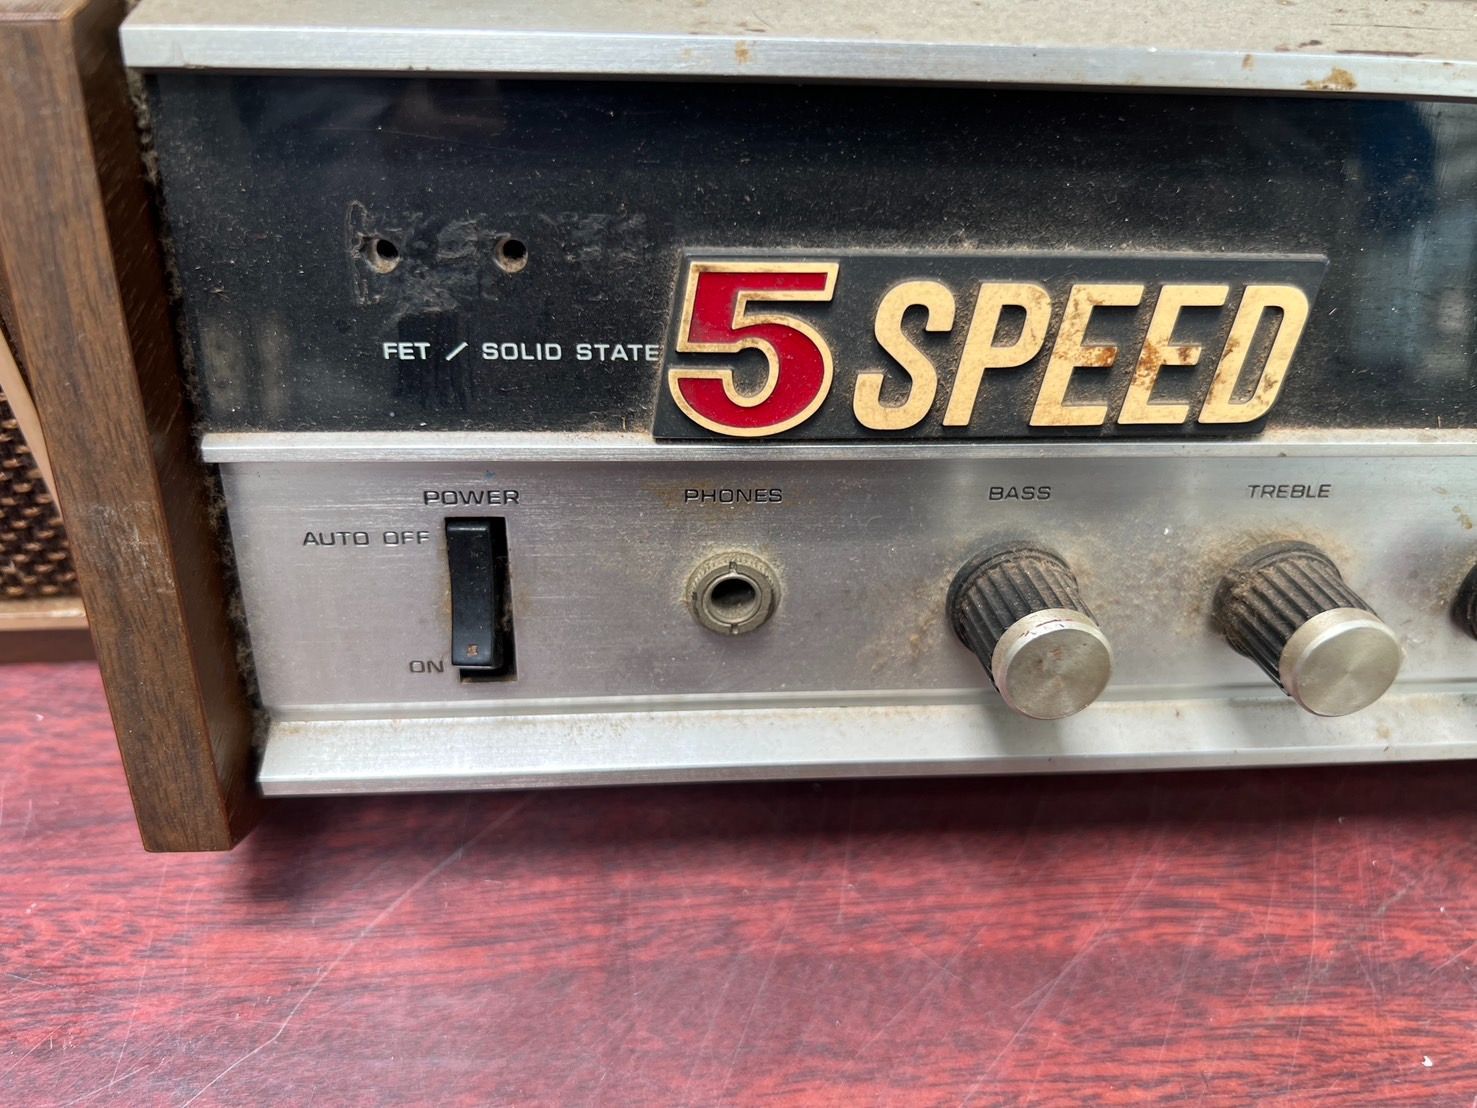 FET / SOLID STATE
5 SPEED
POWER
PHONES
BASS
TREBLE
AUTO OFF
ON